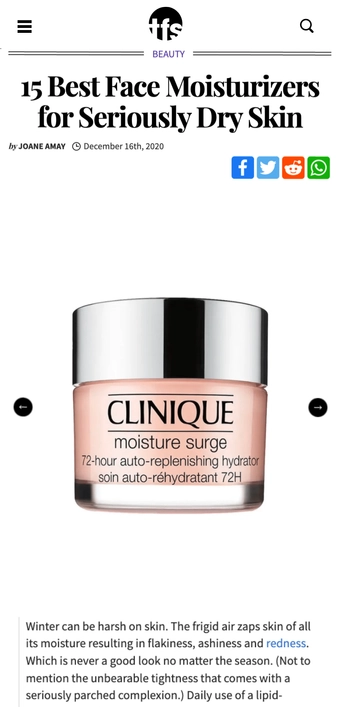 tfs
BEAUTY
15 Best Face Moisturizers
for Seriously Dry Skin
by JOANE AMAY December 16th, 2020
CLINIQUE
moisture surge
72-hour auto-replenishing hydrator
soin auto-réhydratant 72H
Winter can be harsh on skin. The frigid air zaps skin of all
its moisture resulting in flakiness, ashiness and redness.
Which is never a good look no matter the season. (Not to
mention the unbearable tightness that comes with a
seriously parched complexion.) Daily use of a lipid-